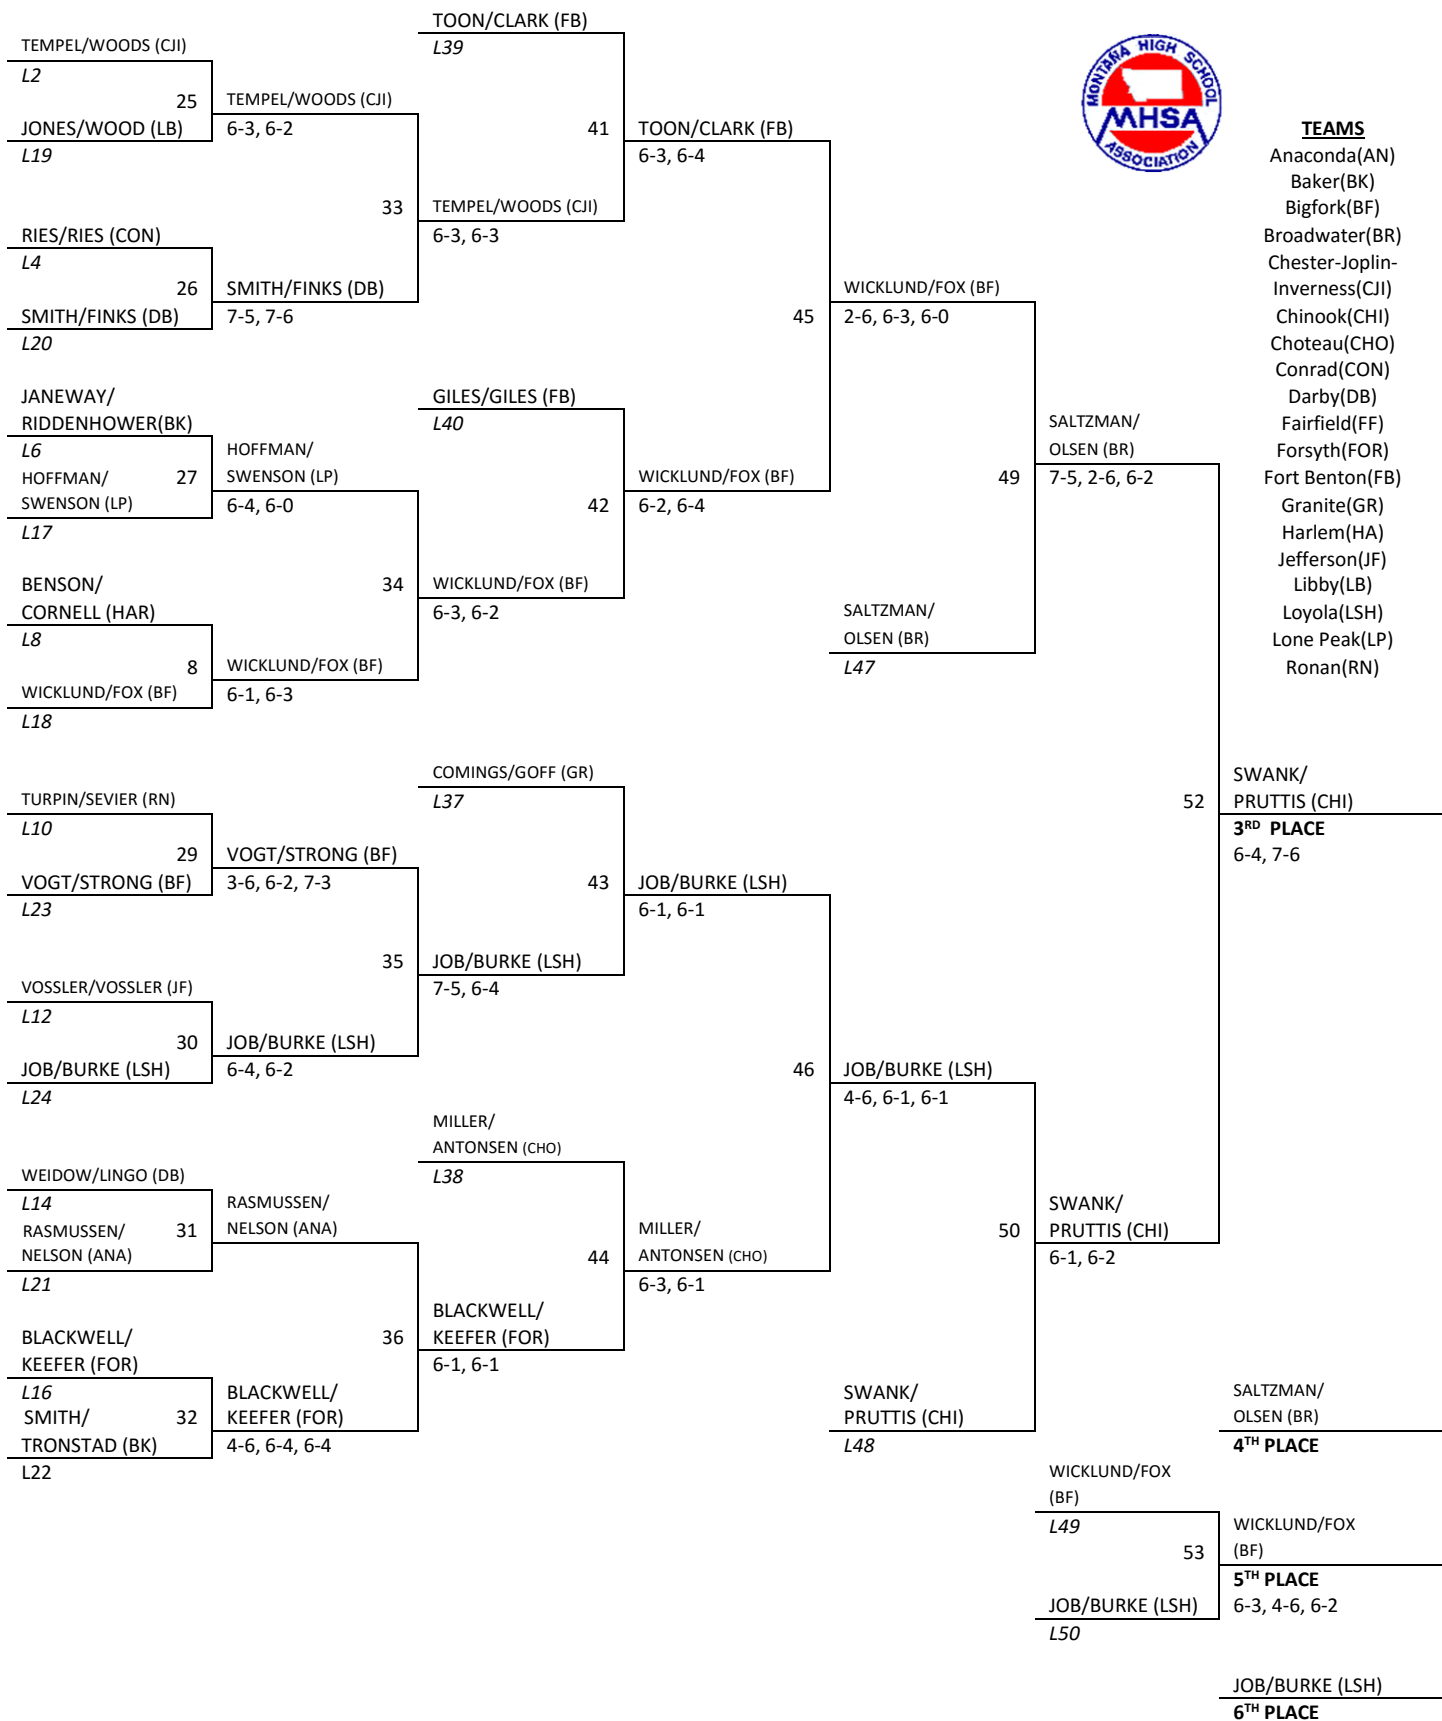 TOON/CLARK (FB)
L39
TEMPEL/WOODS (CJI)
L2
25
TEMPEL/WOODS (CJI)
JONES/WOOD (LB)
6-3, 6-2
L19
41
TOON/CLARK (FB)
6-3, 6-4
33
TEMPEL/WOODS (CJI)
6-3, 6-3
RIES/RIES (CON)
L4
26
SMITH/FINKS (DB)
SMITH/FINKS (DB)
7-5, 7-6
L20
45
WICKLUND/FOX (BF)
2-6, 6-3, 6-0
JANEWAY/
RIDDENHOWER(BK)
L6
GILES/GILES (FB)
L40
HOFFMAN/
SWENSON (LP)
27
HOFFMAN/
SWENSON (LP)
6-4, 6-0
L17
42
WICKLUND/FOX (BF)
6-2, 6-4
49
SALTZMAN/
OLSEN (BR)
7-5, 2-6, 6-2
BENSON/
CORNELL (HAR)
L8
34
WICKLUND/FOX (BF)
6-3, 6-2
SALTZMAN/
OLSEN (BR)
L47
8
WICKLUND/FOX (BF)
WICKLUND/FOX (BF)
6-1, 6-3
L18
MONTANA HIGH SCHOOL
MHSA
ASSOCIATION
TEAMS
Anaconda(AN)
Baker(BK)
Bigfork(BF)
Broadwater(BR)
Chester-Joplin-
Inverness(CJI)
Chinook(CHI)
Choteau(CHO)
Conrad(CON)
Darby(DB)
Fairfield(FF)
Forsyth(FOR)
Fort Benton(FB)
Granite(GR)
Harlem(HA)
Jefferson(JF)
Libby(LB)
Loyola(LSH)
Lone Peak(LP)
Ronan(RN)
COMINGS/GOFF (GR)
L37
52
SWANK/
PRUTTIS (CHI)
3RD PLACE
6-4, 7-6
TURPIN/SEVIER (RN)
L10
29
VOGT/STRONG (BF)
VOGT/STRONG (BF)
3-6, 6-2, 7-3
L23
43
JOB/BURKE (LSH)
6-1, 6-1
35
JOB/BURKE (LSH)
7-5, 6-4
VOSSLER/VOSSLER (JF)
L12
30
JOB/BURKE (LSH)
JOB/BURKE (LSH)
6-4, 6-2
L24
46
JOB/BURKE (LSH)
4-6, 6-1, 6-1
MILLER/
ANTONSEN (CHO)
L38
WEIDOW/LINGO (DB)
L14
RASMUSSEN/
NELSON (ANA)
31
RASMUSSEN/
NELSON (ANA)
L21
44
MILLER/
ANTONSEN (CHO)
6-3, 6-1
50
SWANK/
PRUTTIS (CHI)
6-1, 6-2
BLACKWELL/
KEEFER (FOR)
L16
36
BLACKWELL/
KEEFER (FOR)
6-1, 6-1
SMITH/
TRONSTAD (BK)
32
BLACKWELL/
KEEFER (FOR)
4-6, 6-4, 6-4
L22
SWANK/
PRUTTIS (CHI)
L48
SALTZMAN/
OLSEN (BR)
4TH PLACE
WICKLUND/FOX
(BF)
L49
53
WICKLUND/FOX
(BF)
5TH PLACE
6-3, 4-6, 6-2
JOB/BURKE (LSH)
L50
JOB/BURKE (LSH)
6TH PLACE